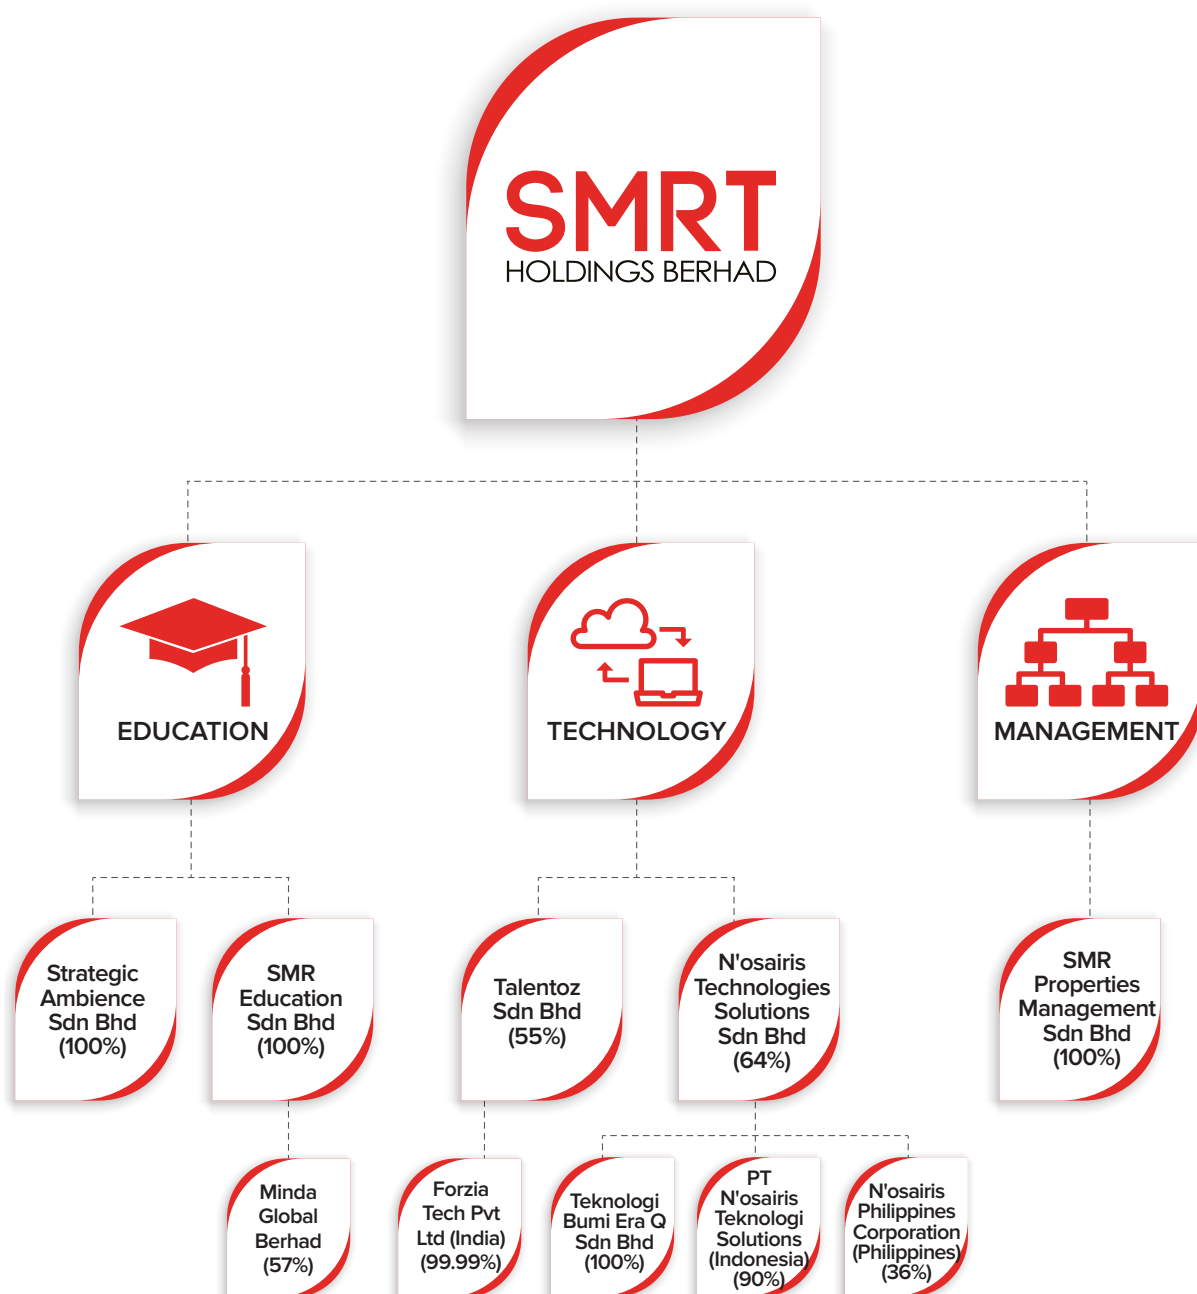 SMRT
HOLDINGS BERHAD
EDUCATION
TECHNOLOGY
MANAGEMENT
Strategic
Ambience
Sdn Bhd
(100%)
SMR
Education
Sdn Bhd
(100%)
Talentoz
Sdn Bhd
(55%)
N'osairis
Technologies
Solutions
Sdn Bhd
(64%)
SMR
Properties
Management
Sdn Bhd
(100%)
Minda
Global
Berhad
(57%)
Forzia
Tech Pvt
Ltd (India)
(99.99%)
Teknologi
Bumi Era Q
Sdn Bhd
(100%)
PT
N'osairis
Teknologi
Solutions
(Indonesia)
(90%)
N'osairis
Philippines
Corporation
(Philippines)
(36%)